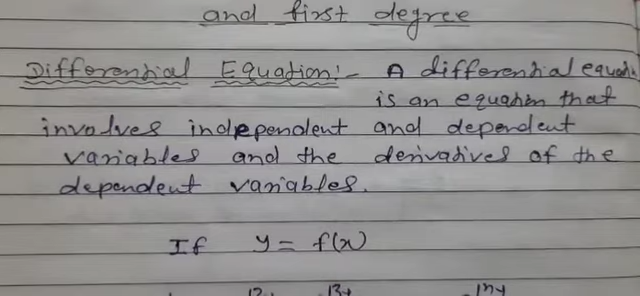 and first degree
Differential Equation:- A differential equati
is an equation that
involves independent and dependent
variables and the derivatives of the
dependent variables.
If y = f(x)